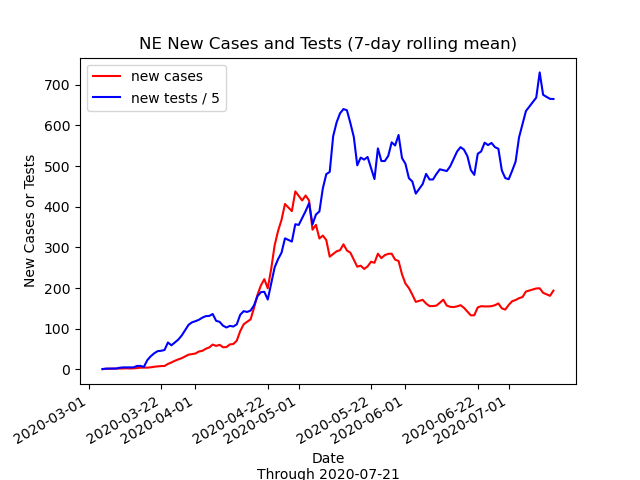 NE New Cases and Tests (7-day rolling mean)
new cases
new tests / 5
New Cases or Tests
700
600
500
400
300
200
100
0
2020-03-01
2020-03-22
2020-04-01
2020-04-22
2020-05-01
2020-05-22
2020-06-01
2020-06-22
2020-07-01
Date
Through 2020-07-21